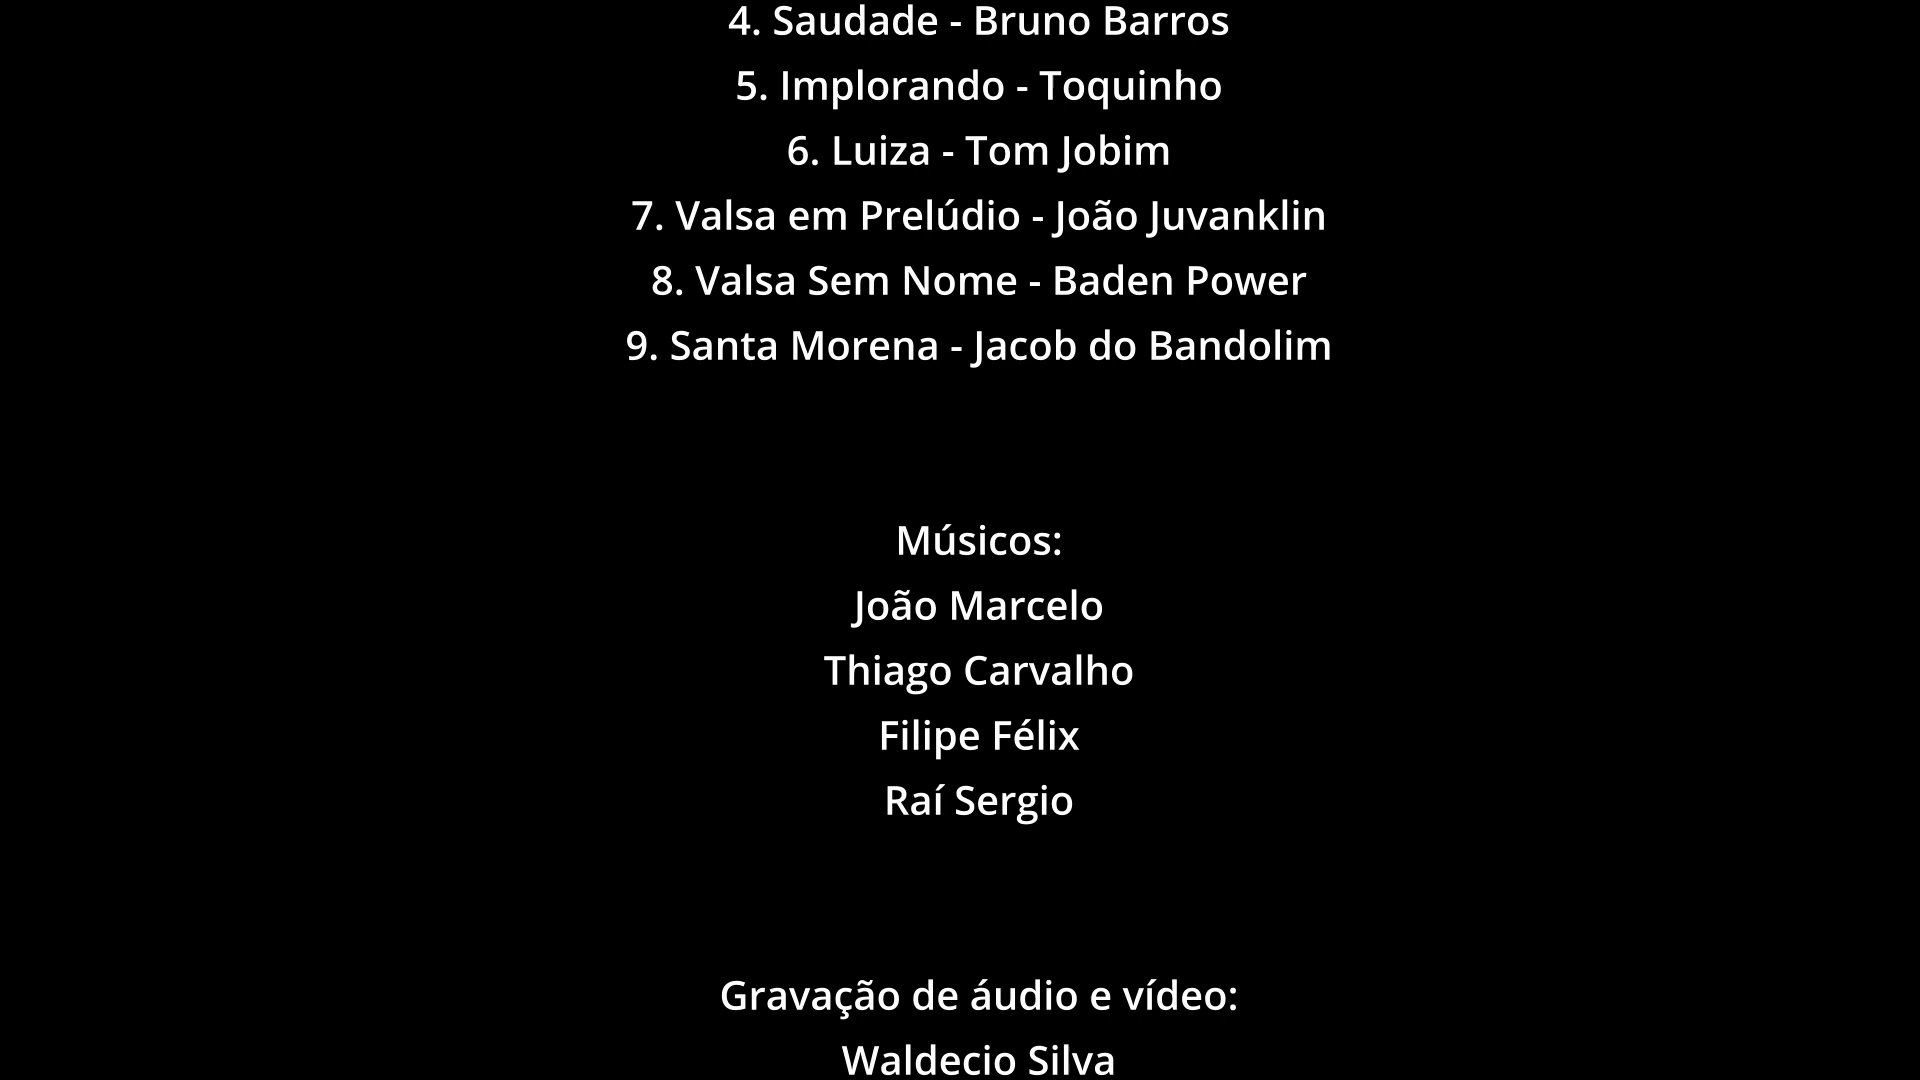 4. Saudade - Bruno Barros
5. Implorando - Toquinho
6. Luiza - Tom Jobim
7. Valsa em Prelúdio - João Juvanklin
8. Valsa Sem Nome - Baden Power
9. Santa Morena - Jacob do Bandolim
Músicos:
João Marcelo
Thiago Carvalho
Filipe Félix
Raí Sergio
Gravação de áudio e vídeo:
Waldecio Silva